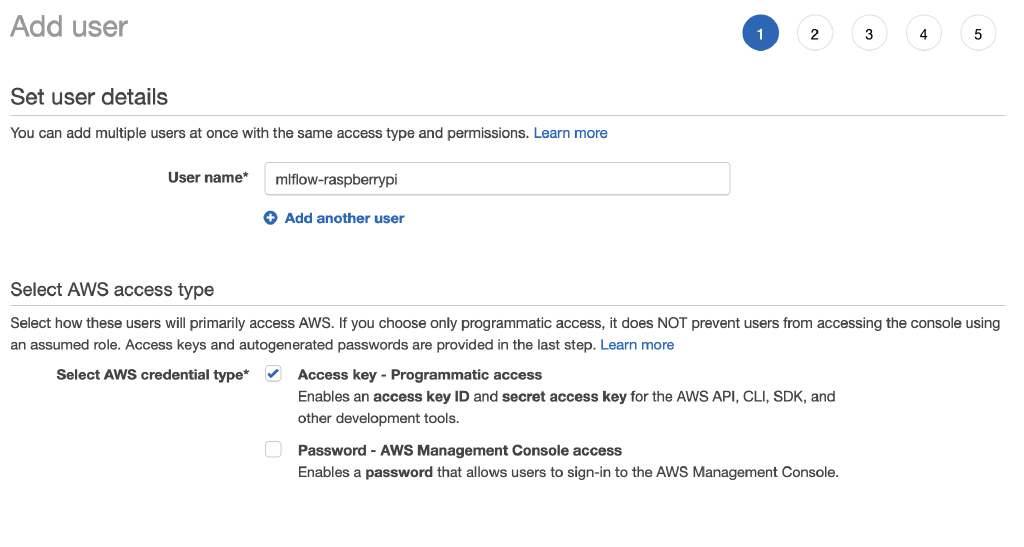 Add user
1 2 3 4 5
Set user details
You can add multiple users at once with the same access type and permissions. Learn more
User name* mlflow-raspberrypi
Add another user
Select AWS access type
Select how these users will primarily access AWS. If you choose only programmatic access, it does NOT prevent users from accessing the console using
an assumed role. Access keys and autogenerated passwords are provided in the last step. Learn more
Select AWS credential type* Access key - Programmatic access
Enables an access key ID and secret access key for the AWS API, CLI, SDK, and
other development tools.
Password - AWS Management Console access
Enables a password that allows users to sign-in to the AWS Management Console.